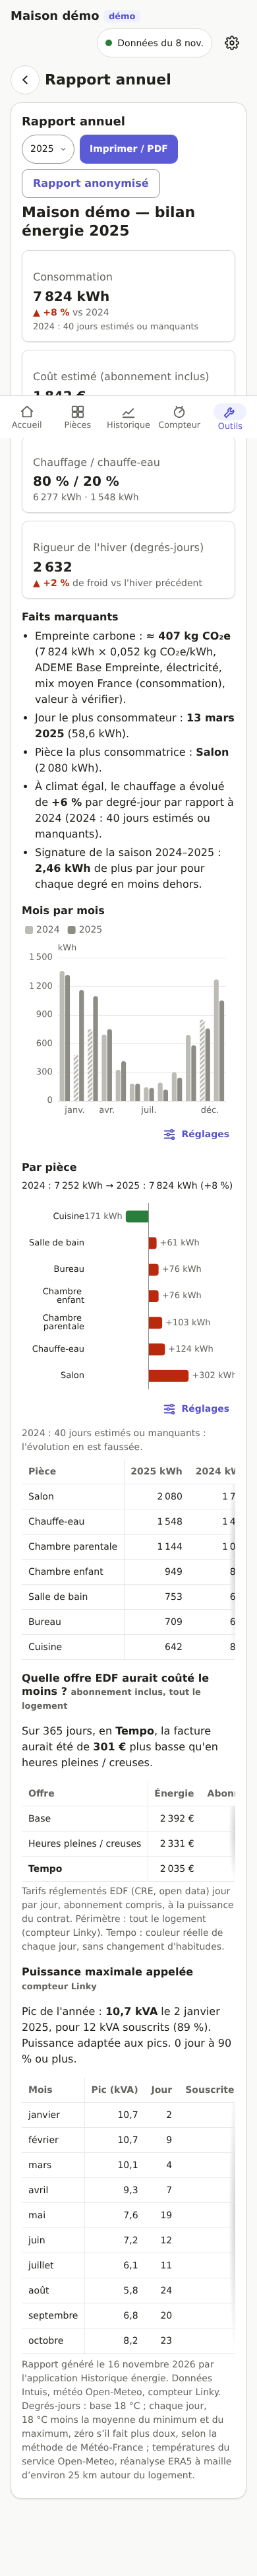 Maison démo démo
Données du 8 nov.
Rapport annuel
Rapport annuel
2025
Imprimer / PDF
Rapport anonymisé
Maison démo — bilan
énergie 2025
Consommation
7 824 kWh
▲ +8 % vs 2024
2024 : 40 jours estimés ou manquants
Coût estimé (abonnement inclus)
Accueil
Pièces
Historique
Compteur
Outils
Chauffage / chauffe-eau
80 % / 20 %
6 277 kWh · 1 548 kWh
Rigueur de l'hiver (degrés-jours)
2 632
▲ +2 % de froid vs l'hiver précédent
Faits marquants
• Empreinte carbone : ≈ 407 kg CO₂e
(7 824 kWh × 0,052 kg CO₂e/kWh,
ADEME Base Empreinte, électricité,
mix moyen France (consommation),
valeur à vérifier).
• Jour le plus consommateur : 13 mars
2025 (58,6 kWh).
• Pièce la plus consommatrice : Salon
(2 080 kWh).
• À climat égal, le chauffage a évolué
de +6 % par degré-jour par rapport à
2024 (2024 : 40 jours estimés ou
manquants).
• Signature de la saison 2024–2025 :
2,46 kWh de plus par jour pour
chaque degré en moins dehors.
Mois par mois
2024 2025
kWh
1 500
1 200
900
600
300
0
janv. avr. juil. déc.
Réglages
Par pièce
2024 : 7 252 kWh → 2025 : 7 824 kWh (+8 %)
Cuisine 171 kWh
Salle de bain +61 kWh
Bureau +76 kWh
Chambre
enfant +76 kWh
Chambre
parentale +103 kWh
Chauffe-eau +124 kWh
Salon +302 kWh
Réglages
2024 : 40 jours estimés ou manquants :
l'évolution en est faussée.
Pièce 2025 kWh 2024 kW
Salon 2 080 1 7
Chauffe-eau 1 548 1 4
Chambre parentale 1 144 1 0
Chambre enfant 949 8
Salle de bain 753 6
Bureau 709 6
Cuisine 642 8
Quelle offre EDF aurait coûté le
moins ? abonnement inclus, tout le
logement
Sur 365 jours, en Tempo, la facture
aurait été de 301 € plus basse qu'en
heures pleines / creuses.
Offre Énergie Abonn
Base 2 392 €
Heures pleines / creuses 2 331 €
Tempo 2 035 €
Tarifs réglementés EDF (CRE, open data) jour
par jour, abonnement compris, à la puissance
du contrat. Périmètre : tout le logement
(compteur Linky). Tempo : couleur réelle de
chaque jour, sans changement d'habitudes.
Puissance maximale appelée
compteur Linky
Pic de l'année : 10,7 kVA le 2 janvier
2025, pour 12 kVA souscrits (89 %).
Puissance adaptée aux pics. 0 jour à 90
% ou plus.
Mois Pic (kVA) Jour Souscrite
janvier 10,7 2
février 10,7 9
mars 10,1 4
avril 9,3 7
mai 7,6 19
juin 7,2 12
juillet 6,1 11
août 5,8 24
septembre 6,8 20
octobre 8,2 23
Rapport généré le 16 novembre 2026 par
l'application Historique énergie. Données
Intuis, météo Open-Meteo, compteur Linky.
Degrés-jours : base 18 °C ; chaque jour,
18 °C moins la moyenne du minimum et du
maximum, zéro s'il fait plus doux, selon la
méthode de Météo-France ; températures du
service Open-Meteo, réanalyse ERA5 à maille
d'environ 25 km autour du logement.